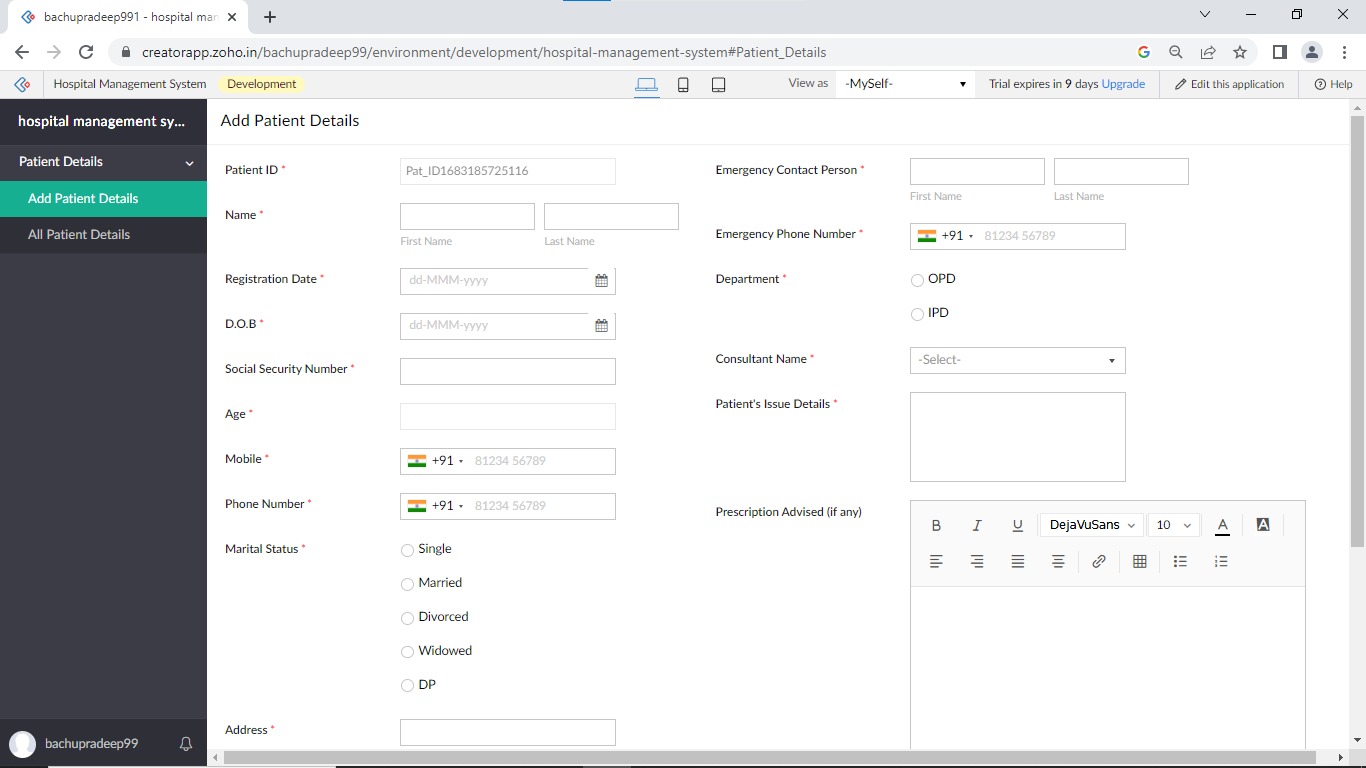 bachupradeep991 - hospital man
creatorapp.zoho.in/bachupradeep99/environment/development/hospital-management-system#Patient_Details
Hospital Management System Development View as -MySelf- Trial expires in 9 days Upgrade Edit this application Help
hospital management sy...
Patient Details
Add Patient Details
All Patient Details
bachupradeep99
Add Patient Details
Patient ID *
Pat_ID1683185725116
Name *
First Name Last Name
Registration Date *
dd-MMM-yyyy
D.O.B *
dd-MMM-yyyy
Social Security Number *
Age *
Mobile *
+91 81234 56789
Phone Number *
+91 81234 56789
Marital Status *
Single
Married
Divorced
Widowed
DP
Address *
Emergency Contact Person *
First Name Last Name
Emergency Phone Number *
+91 81234 56789
Department *
OPD
IPD
Consultant Name *
-Select-
Patient's Issue Details *
Prescription Advised (if any)
B I U DejaVuSans 10 A A